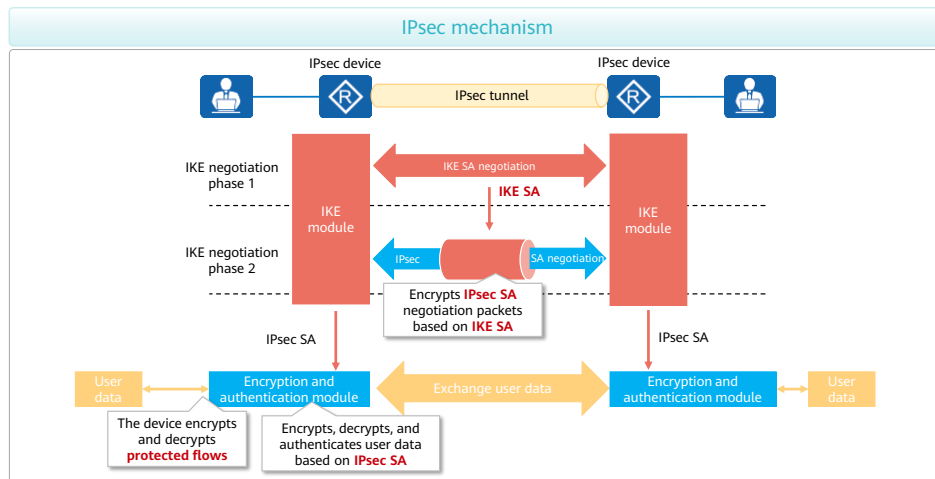 IPsec mechanism
IPsec device
IPsec device
R
IPsec tunnel
R
IKE negotiation
phase 1
IKE SA negotiation
IKE SA
IKE
module
IKE
module
IKE negotiation
phase 2
IPsec
SA negotiation
Encrypts IPsec SA
negotiation packets
based on IKE SA
IPsec SA
IPsec SA
User
data
Encryption and
authentication module
Exchange user data
Encryption and
authentication module
User
data
The device encrypts
and decrypts
protected flows
Encrypts, decrypts, and
authenticates user data
based on IPsec SA